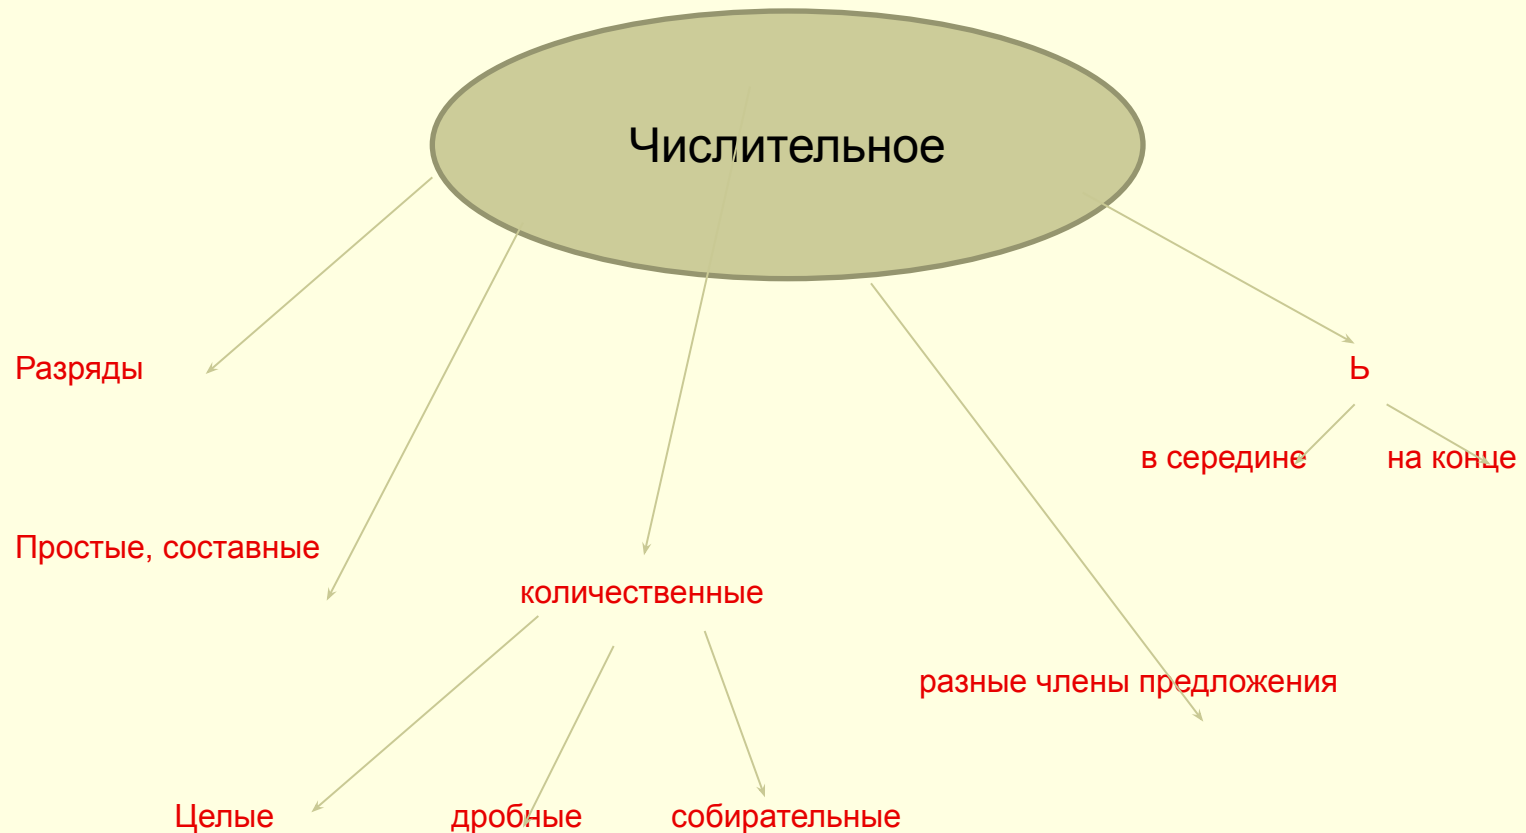 Числительное
Разряды
Ь
в середине
на конце
Простые, составные
количественные
разные члены предложения
Целые
дробные
собирательные